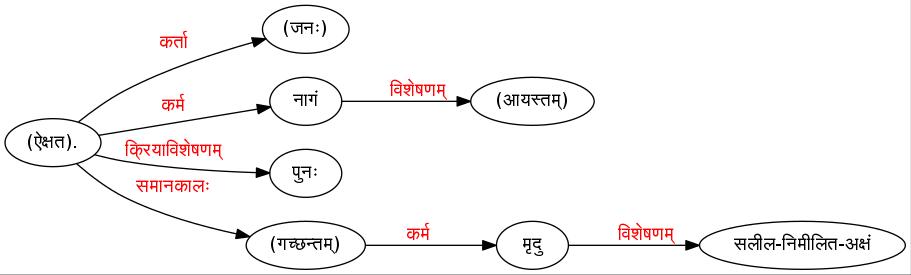 (जनः)
कर्ता
कर्म
नागं
विशेषणम्
(आयस्तम्)
(ऐक्षत).
क्रियाविशेषणम्
पुनः
समानकालः
(गच्छन्तम्)
कर्म
मृदु
विशेषणम्
सलील-निमीलित-अक्षं